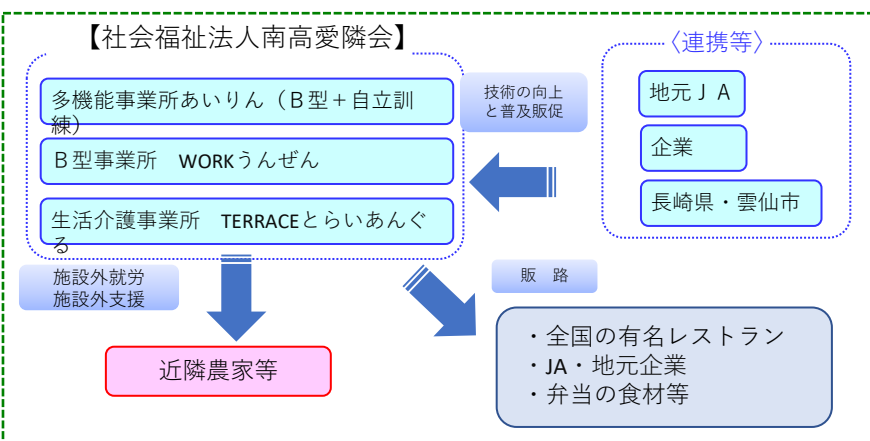 【社会福祉法人南高愛隣会】
多機能事業所あいりん（Ｂ型＋自立訓
練）
Ｂ型事業所　WORKうんぜん
生活介護事業所　TERRACEとらいあんぐ
る
技術の向上
と普及販促
〈連携等〉
地元ＪＡ
企業
長崎県・雲仙市
施設外就労
施設外支援
販　路
近隣農家等
・全国の有名レストラン
・JA・地元企業
・弁当の食材等